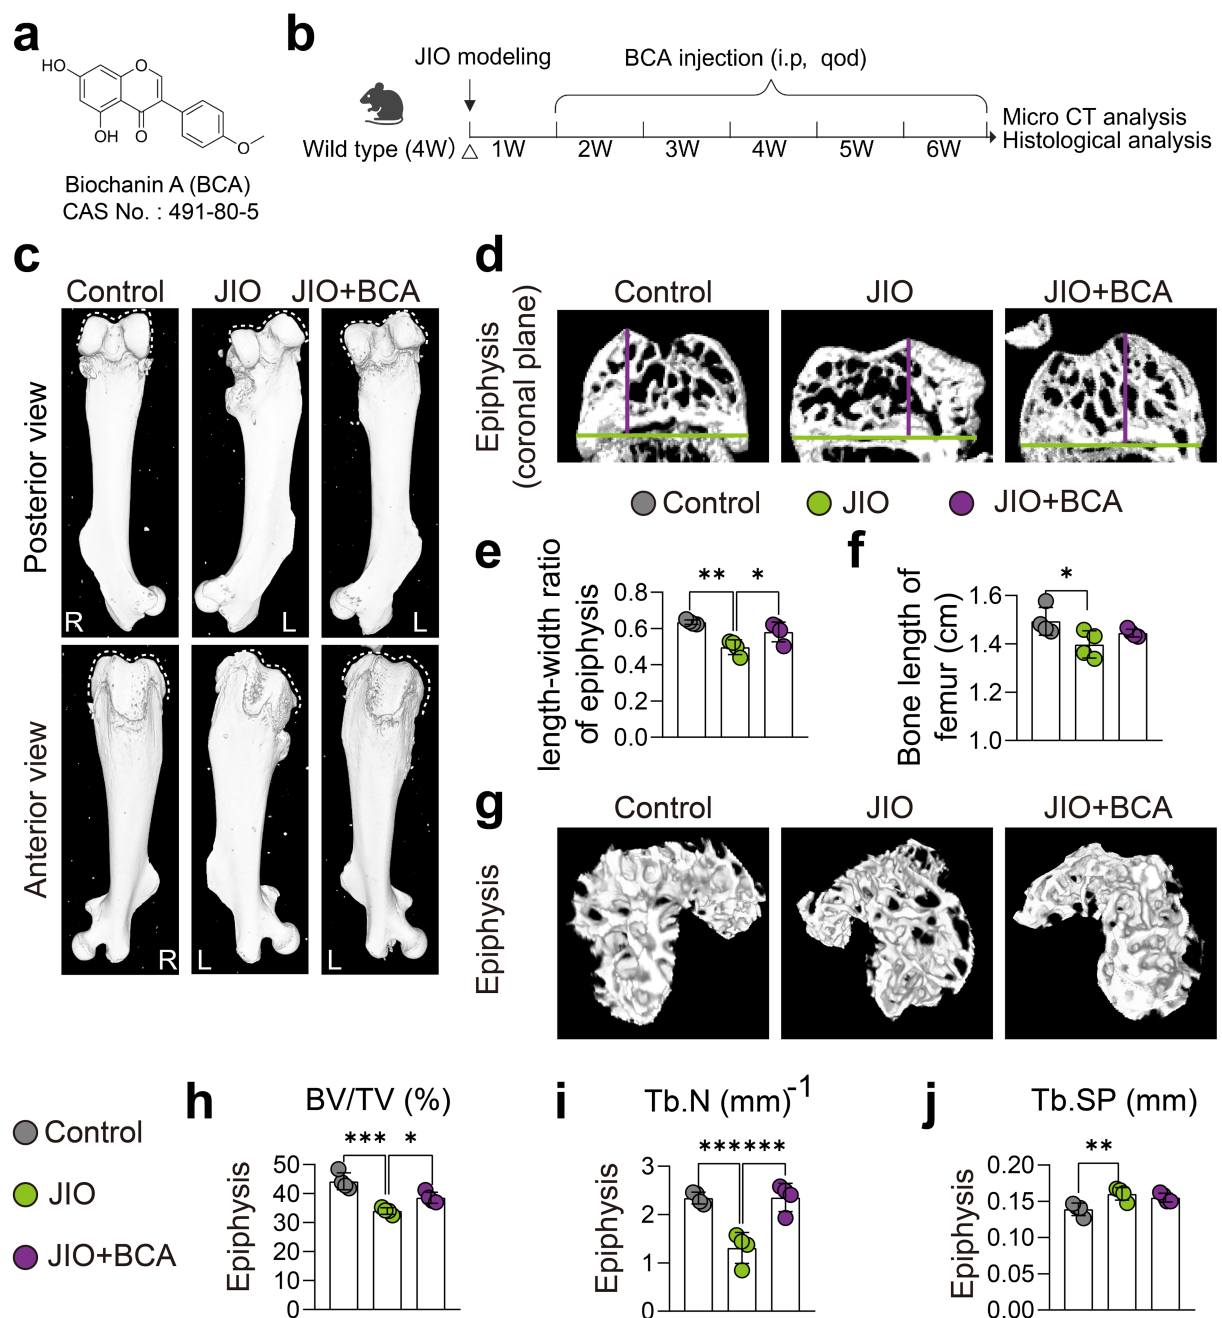 a
HO
O
OH
O
O
Biochanin A (BCA)
CAS No. : 491-80-5
b
JIO modeling
BCA injection (i.p, qod)
Wild type (4W)
△
1W
2W
3W
4W
5W
6W
Micro CT analysis
Histological analysis
c
Control
JIO
JIO+BCA
Posterior view
R
L
L
Anterior view
R
L
L
d
Control
JIO
JIO+BCA
Epiphysis
(coronal plane)
Control
JIO
JIO+BCA
e
length-width ratio
of epiphysis
**
*
0.8
0.6
0.4
0.2
0.0
f
Bone length of
femur (cm)
*
1.6
1.4
1.2
1.0
g
Control
JIO
JIO+BCA
Epiphysis
Control
JIO
JIO+BCA
h
BV/TV (%)
***
*
Epiphysis
50
40
30
20
10
0
i
Tb.N (mm)-1
***
***
Epiphysis
3
2
1
0
j
Tb.SP (mm)
**
Epiphysis
0.20
0.15
0.10
0.05
0.00